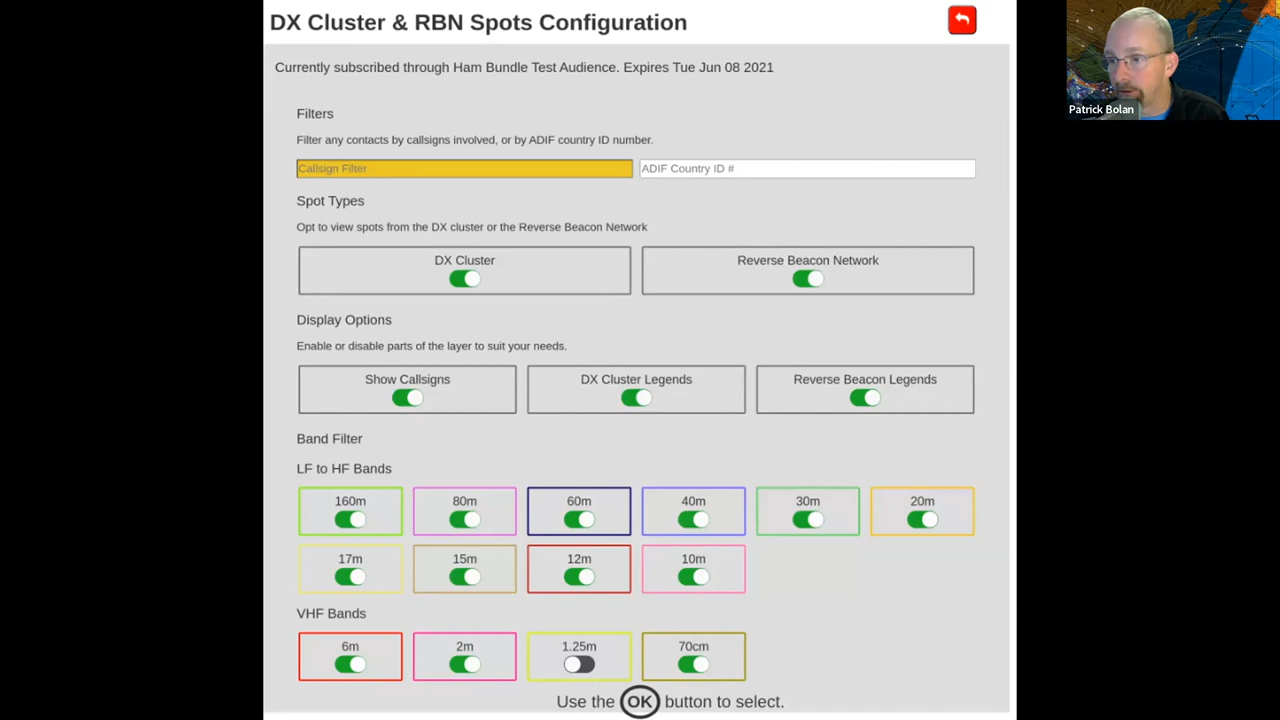 DX Cluster & RBN Spots Configuration
Currently subscribed through Ham Bundle Test Audience. Expires Tue Jun 08 2021
Patrick Bolan
Filters
Filter any contacts by callsigns involved, or by ADIF country ID number.
Callsign Filter ADIF Country ID #
Spot Types
Opt to view spots from the DX cluster or the Reverse Beacon Network
DX Cluster Reverse Beacon Network
Display Options
Enable or disable parts of the layer to suit your needs.
Show Callsigns DX Cluster Legends Reverse Beacon Legends
Band Filter
LF to HF Bands
160m 80m 60m 40m 30m 20m
17m 15m 12m 10m
VHF Bands
6m 2m 1.25m 70cm
Use the OK button to select.